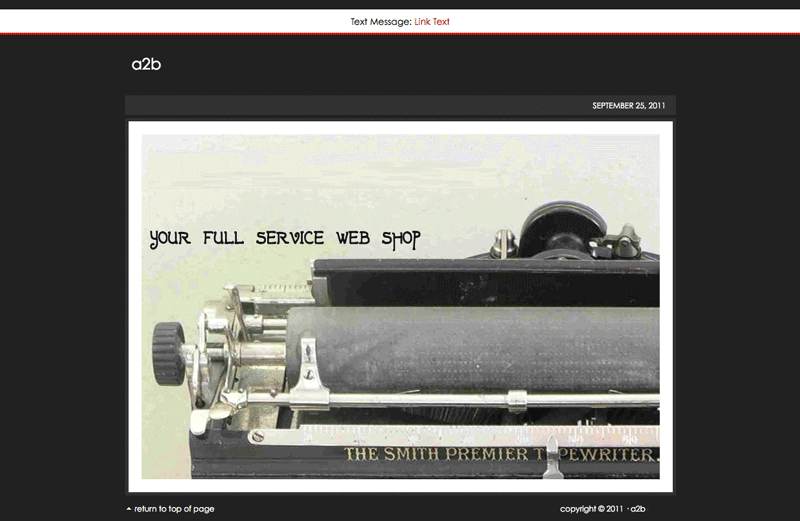 Text Message: Link Text
a2b
SEPTEMBER 25, 2011
YOUR FULL SERVICE WEB SHOP
THE SMITH PREMIER T PEWRITER.
return to top of page
copyright © 2011 · a2b